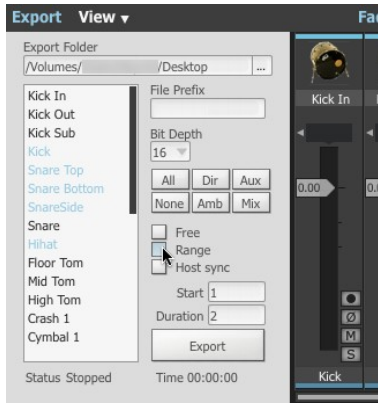 Export View ▼
Fa
Export Folder
/Volumes/ /Desktop ...
Kick In
Kick Out
Kick Sub
Kick
Snare Top
Snare Bottom
SnareSide
Snare
Hihat
Floor Tom
Mid Tom
High Tom
Crash 1
Cymbal 1
File Prefix
Bit Depth
16
All Dir Aux
None Amb Mix
Free
Range
Host sync
Start 1
Duration 2
Export
Status Stopped
Time 00:00:00
Kick In
0.00
0.
Ø
M
S
Kick